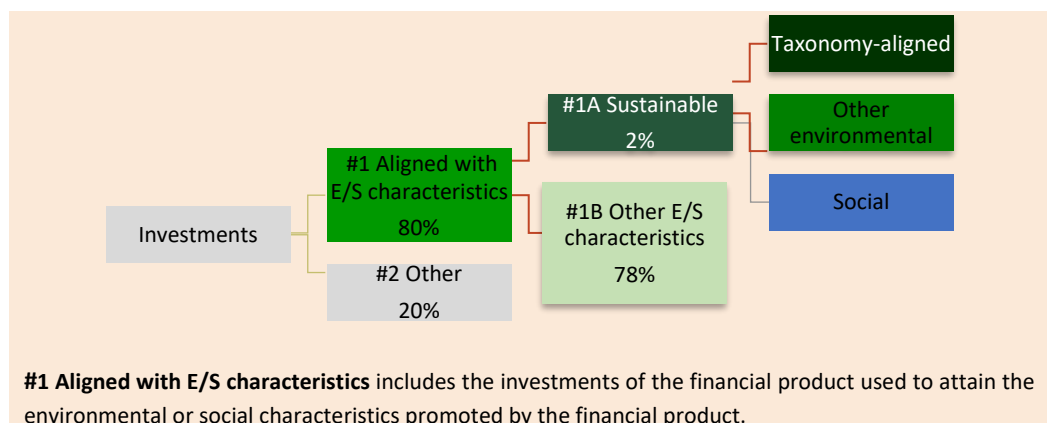 Taxonomy-aligned
#1A Sustainable
2%
Other
environmental
#1 Aligned with
E/S characteristics
80%
Social
#1B Other E/S
characteristics
78%
Investments
#2 Other
20%
#1 Aligned with E/S characteristics includes the investments of the financial product used to attain the
environmental or social characteristics promoted by the financial product.